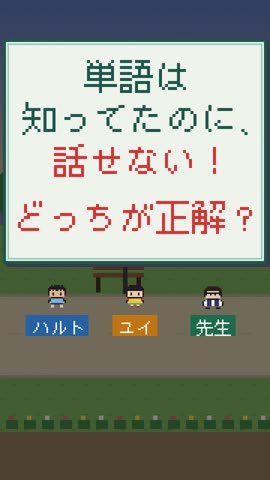 単語は
知ってたのに、
話せない！
どっちが正解？
ハルト
ユイ
先生